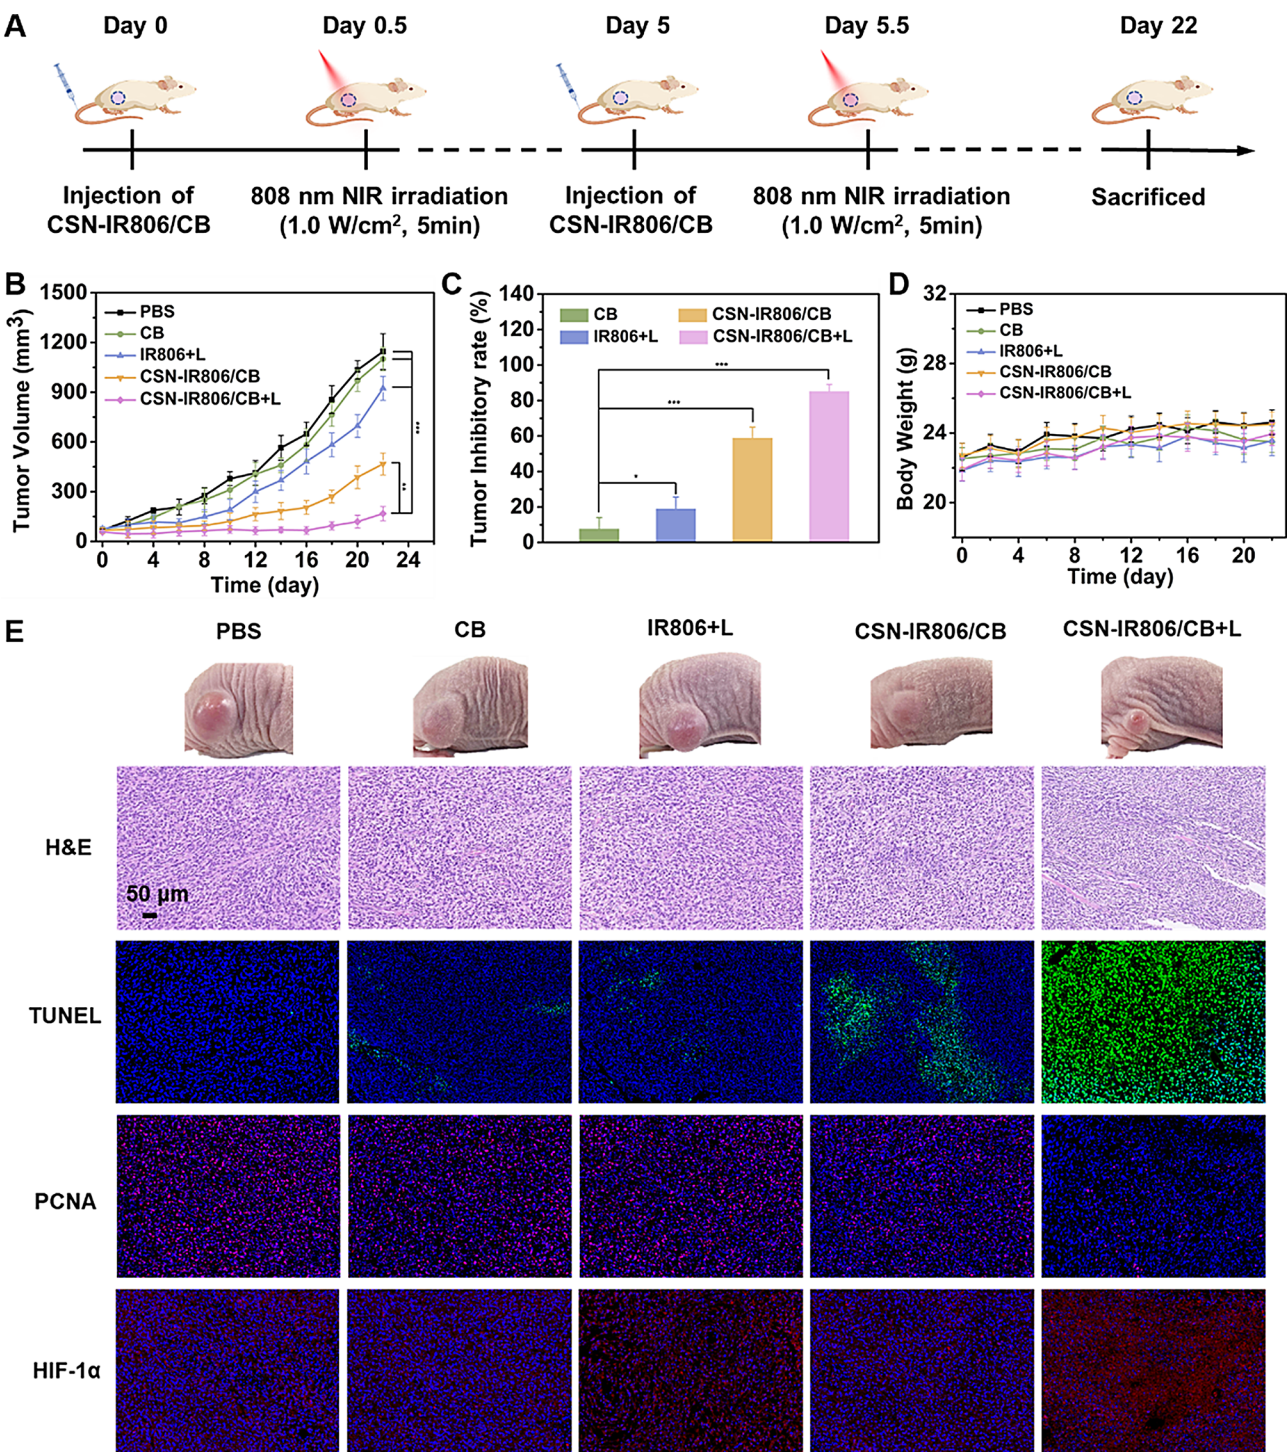 A
Day 0
Day 0.5
Day 5
Day 5.5
Day 22
Injection of
CSN-IR806/CB
808 nm NIR irradiation
(1.0 W/cm², 5min)
Injection of
CSN-IR806/CB
808 nm NIR irradiation
(1.0 W/cm², 5min)
Sacrificed
B
Tumor Volume (mm³)
1500
1200
900
600
300
0
PBS
CB
IR806+L
CSN-IR806/CB
CSN-IR806/CB+L
***
**
0 4 8 12 16 20 24
Time (day)
C
Tumor Inhibitory rate (%)
140
120
100
80
60
40
20
0
CB
CSN-IR806/CB
IR806+L
CSN-IR806/CB+L
***
***
*
D
Body Weight (g)
32
28
24
20
PBS
CB
IR806+L
CSN-IR806/CB
CSN-IR806/CB+L
0 4 8 12 16 20
Time (day)
E
PBS
CB
IR806+L
CSN-IR806/CB
CSN-IR806/CB+L
H&E
50 μm
TUNEL
PCNA
HIF-1α